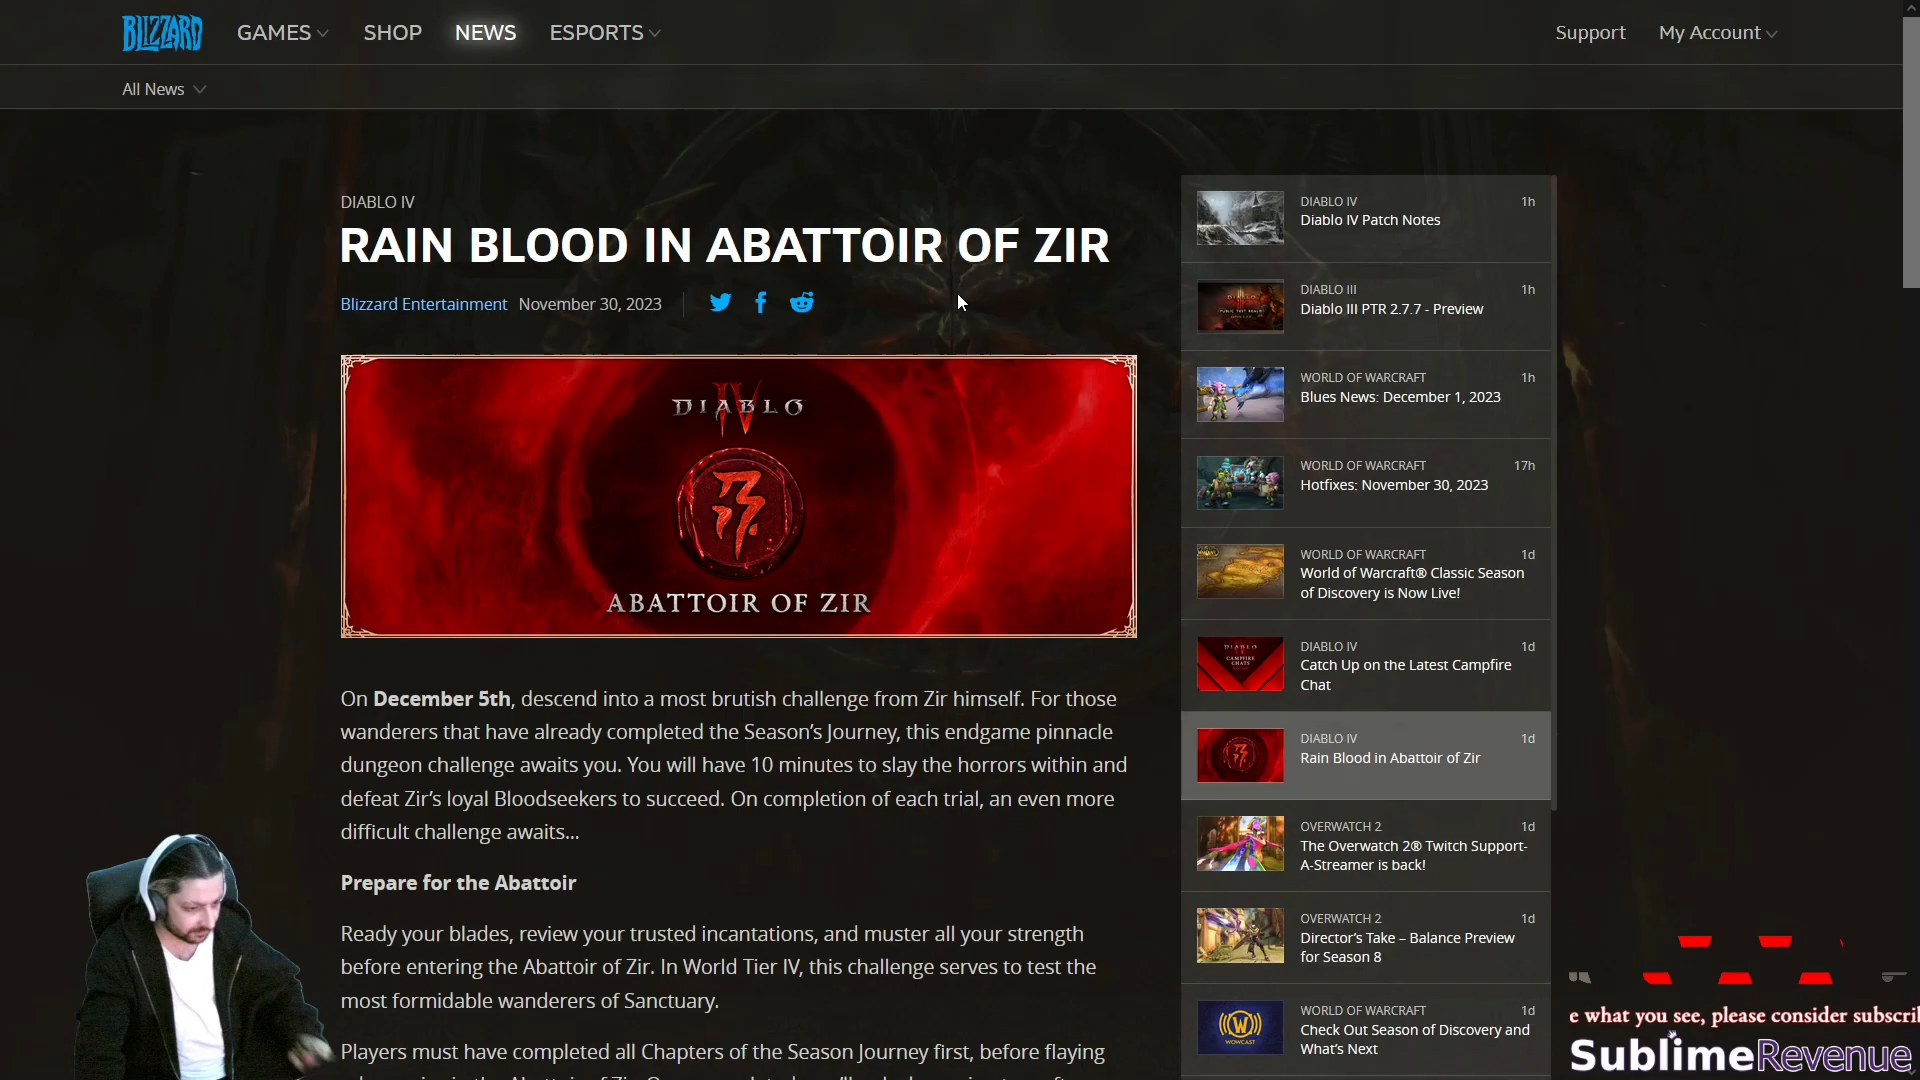 BLIZZARD GAMES SHOP NEWS ESPORTS Support My Account
All News
DIABLO IV
RAIN BLOOD IN ABATTOIR OF ZIR
Blizzard Entertainment November 30, 2023
DIABLO
IV
ABATTOIR OF ZIR
On December 5th, descend into a most brutish challenge from Zir himself. For those
wanderers that have already completed the Season’s Journey, this endgame pinnacle
dungeon challenge awaits you. You will have 10 minutes to slay the horrors within and
defeat Zir’s loyal Bloodseekers to succeed. On completion of each trial, an even more
difficult challenge awaits…
Prepare for the Abattoir
Ready your blades, review your trusted incantations, and muster all your strength
before entering the Abattoir of Zir. In World Tier IV, this challenge serves to test the
most formidable wanderers of Sanctuary.
Players must have completed all Chapters of the Season Journey first, before flaying
DIABLO IV 1h
Diablo IV Patch Notes
DIABLO III 1h
Diablo III PTR 2.7.7 - Preview
WORLD OF WARCRAFT 1h
Blues News: December 1, 2023
WORLD OF WARCRAFT 17h
Hotfixes: November 30, 2023
WORLD OF WARCRAFT 1d
World of Warcraft® Classic Season
of Discovery is Now Live!
DIABLO IV 1d
Catch Up on the Latest Campfire
Chat
DIABLO IV 1d
Rain Blood in Abattoir of Zir
OVERWATCH 2 1d
The Overwatch 2® Twitch Support-
A-Streamer is back!
OVERWATCH 2 1d
Director’s Take – Balance Preview
for Season 8
WORLD OF WARCRAFT 1d
Check Out Season of Discovery and
What’s Next
WOWCAST
e what you see, please consider subscri
SublimeRevenue